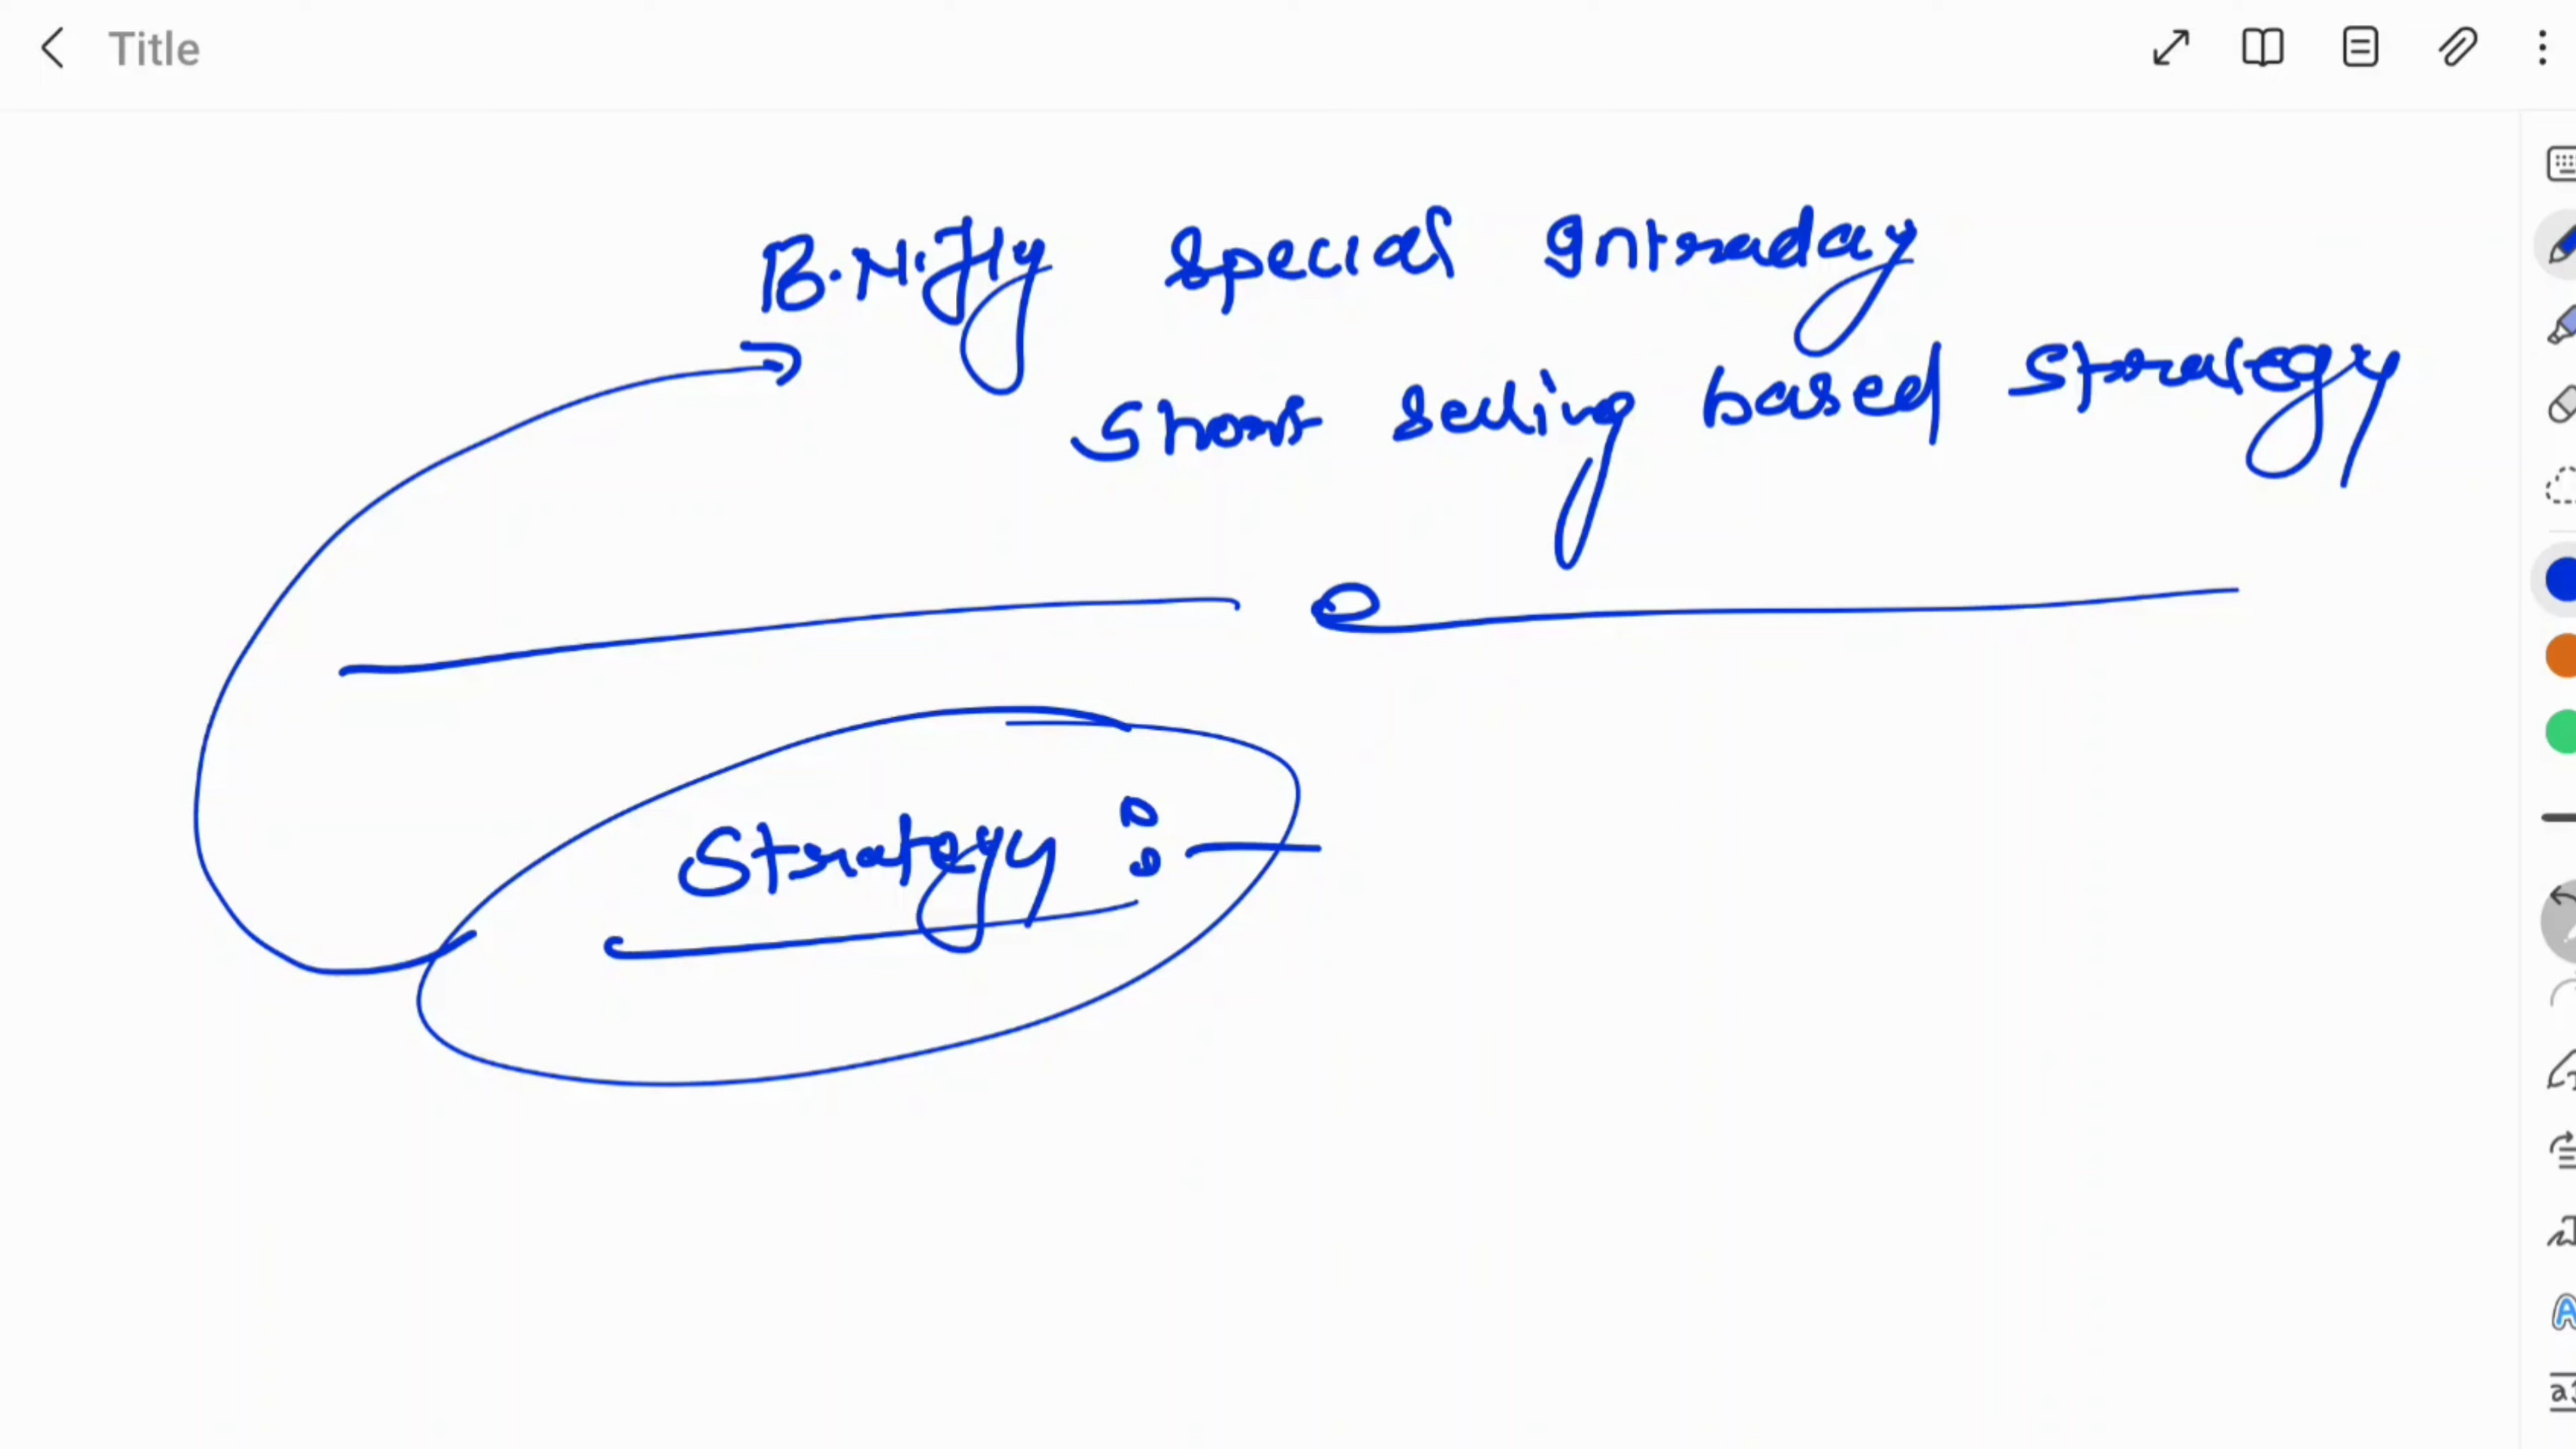 Title
B.Nifty Special Intraday
Short Selling based Strategy
Strategy :-